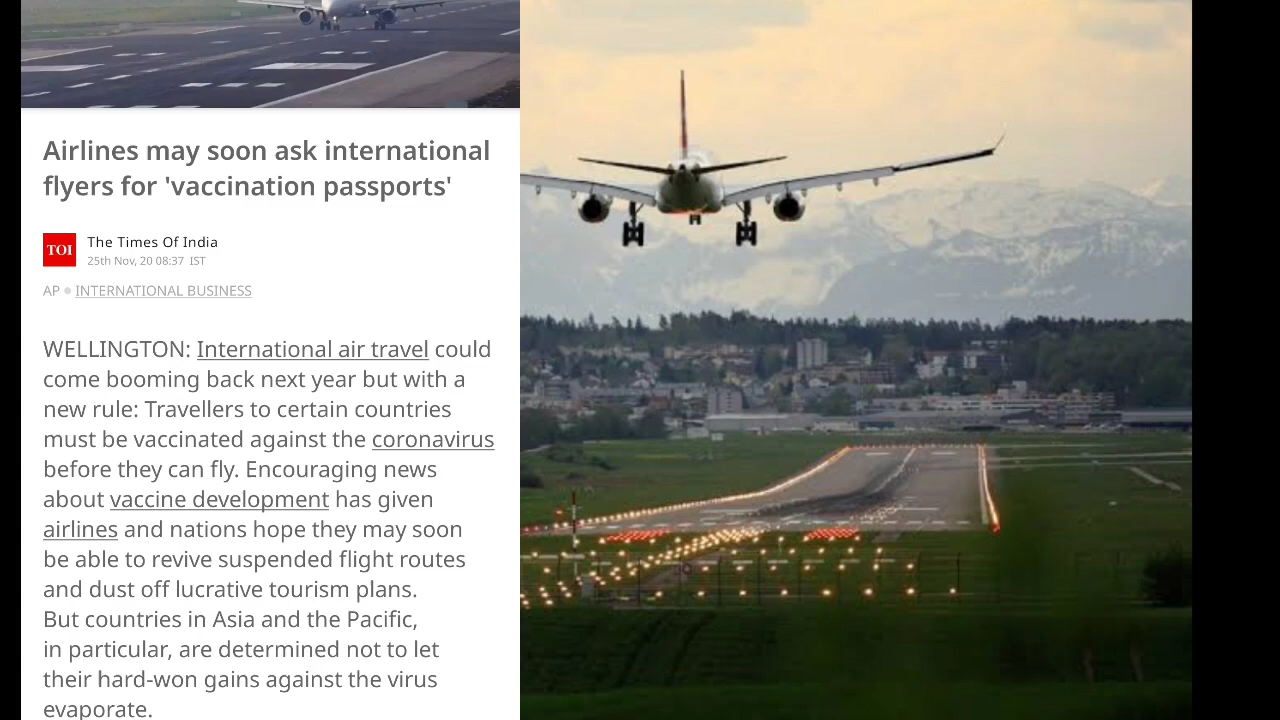 Airlines may soon ask international
flyers for 'vaccination passports'
TOI
The Times Of India
25th Nov, 20 08:37 IST
AP • INTERNATIONAL BUSINESS
WELLINGTON: International air travel could
come booming back next year but with a
new rule: Travellers to certain countries
must be vaccinated against the coronavirus
before they can fly. Encouraging news
about vaccine development has given
airlines and nations hope they may soon
be able to revive suspended flight routes
and dust off lucrative tourism plans.
But countries in Asia and the Pacific,
in particular, are determined not to let
their hard-won gains against the virus
evaporate.